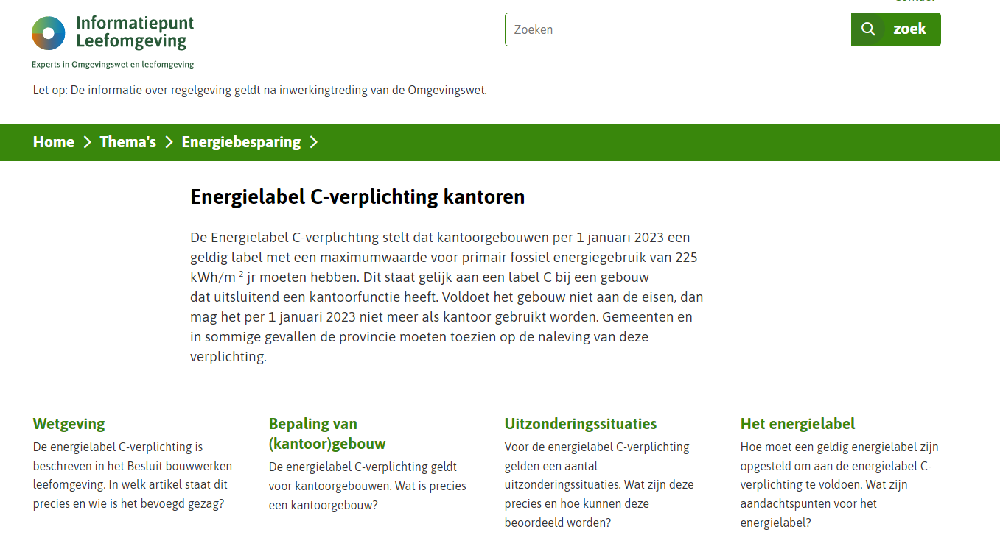 Contact
Informatiepunt
Leefomgeving
Experts in Omgevingswet en leefomgeving
Zoeken
zoek
Let op: De informatie over regelgeving geldt na inwerkingtreding van de Omgevingswet.
Home > Thema's > Energiebesparing >
Energielabel C-verplichting kantoren
De Energielabel C-verplichting stelt dat kantoorgebouwen per 1 januari 2023 een
geldig label met een maximumwaarde voor primair fossiel energiegebruik van 225
kWh/m ² jr moeten hebben. Dit staat gelijk aan een label C bij een gebouw
dat uitsluitend een kantoorfunctie heeft. Voldoet het gebouw niet aan de eisen, dan
mag het per 1 januari 2023 niet meer als kantoor gebruikt worden. Gemeenten en
in sommige gevallen de provincie moeten toezien op de naleving van deze
verplichting.
Wetgeving
De energielabel C-verplichting is
beschreven in het Besluit bouwwerken
leefomgeving. In welk artikel staat dit
precies en wie is het bevoegd gezag?
Bepaling van
(kantoor)gebouw
De energielabel C-verplichting geldt
voor kantoorgebouwen. Wat is precies
een kantoorgebouw?
Uitzonderingssituaties
Voor de energielabel C-verplichting
gelden een aantal
uitzonderingssituaties. Wat zijn deze
precies en hoe kunnen deze
beoordeeld worden?
Het energielabel
Hoe moet een geldig energielabel zijn
opgesteld om aan de energielabel C-
verplichting te voldoen. Wat zijn
aandachtspunten voor het
energielabel?